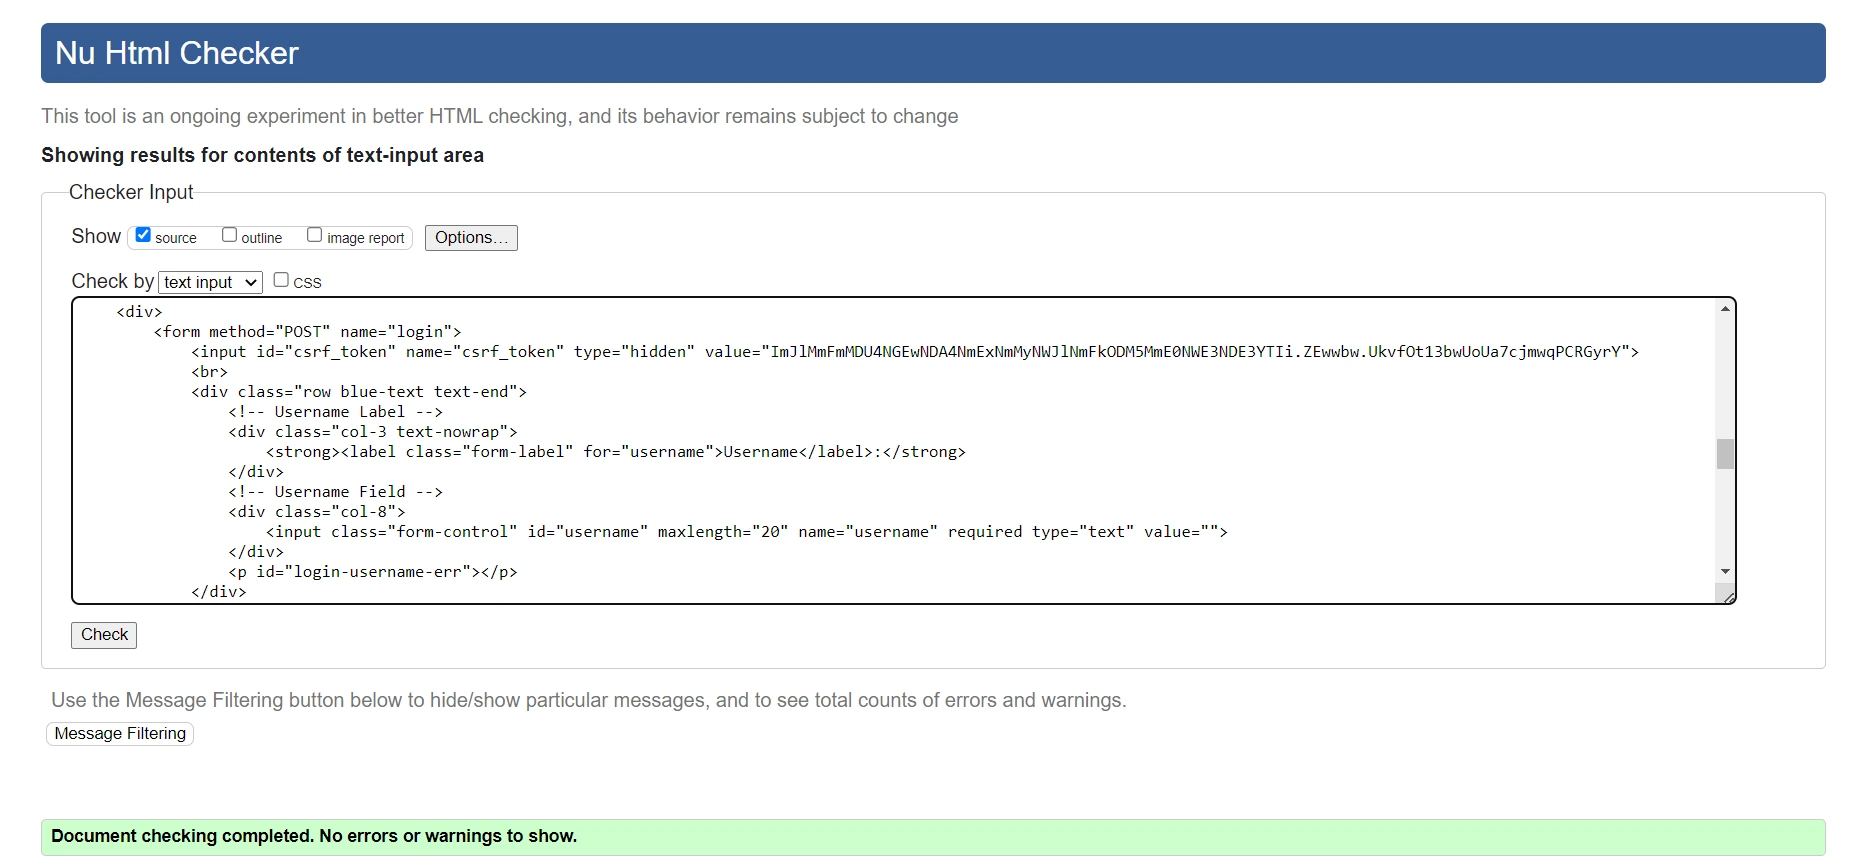 Nu Html Checker
This tool is an ongoing experiment in better HTML checking, and its behavior remains subject to change
Showing results for contents of text-input area
Checker Input
Show source outline image report Options...
Check by text input CSS
<div>
<form method="POST" name="login">
<input id="csrf_token" name="csrf_token" type="hidden" value="ImJlMmFmMDU4NGEwNDA4NmExNmMyNWJlNmFkODM5MmE0NWE3NDE3YTIi.ZEwwbw.UkvfOt13bwUoUa7cjmwqPCRGyrY">
<br>
<div class="row blue-text text-end">
<!-- Username Label -->
<div class="col-3 text-nowrap">
<strong><label class="form-label" for="username">Username</label>:</strong>
</div>
<!-- Username Field -->
<div class="col-8">
<input class="form-control" id="username" maxlength="20" name="username" required type="text" value="">
</div>
<p id="login-username-err"></p>
</div>
Check
Use the Message Filtering button below to hide/show particular messages, and to see total counts of errors and warnings.
Message Filtering
Document checking completed. No errors or warnings to show.